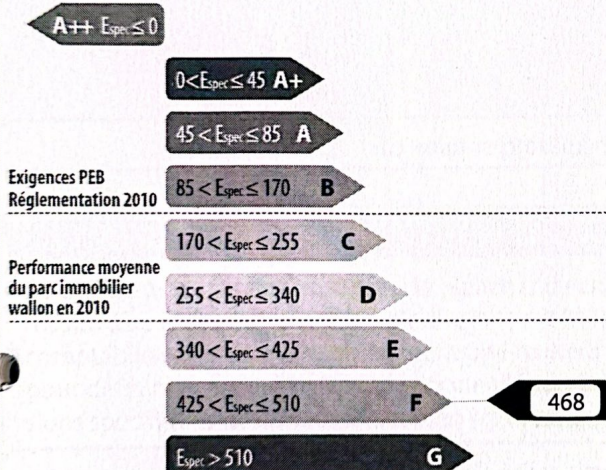 A++ Espec ≤ 0
0 < Espec ≤ 45 A+
45 < Espec ≤ 85 A
Exigences PEB
Réglementation 2010
85 < Espec ≤ 170 B
170 < Espec ≤ 255 C
Performance moyenne
du parc immobilier
wallon en 2010
255 < Espec ≤ 340 D
340 < Espec ≤ 425 E
425 < Espec ≤ 510 F
468
Espec > 510 G